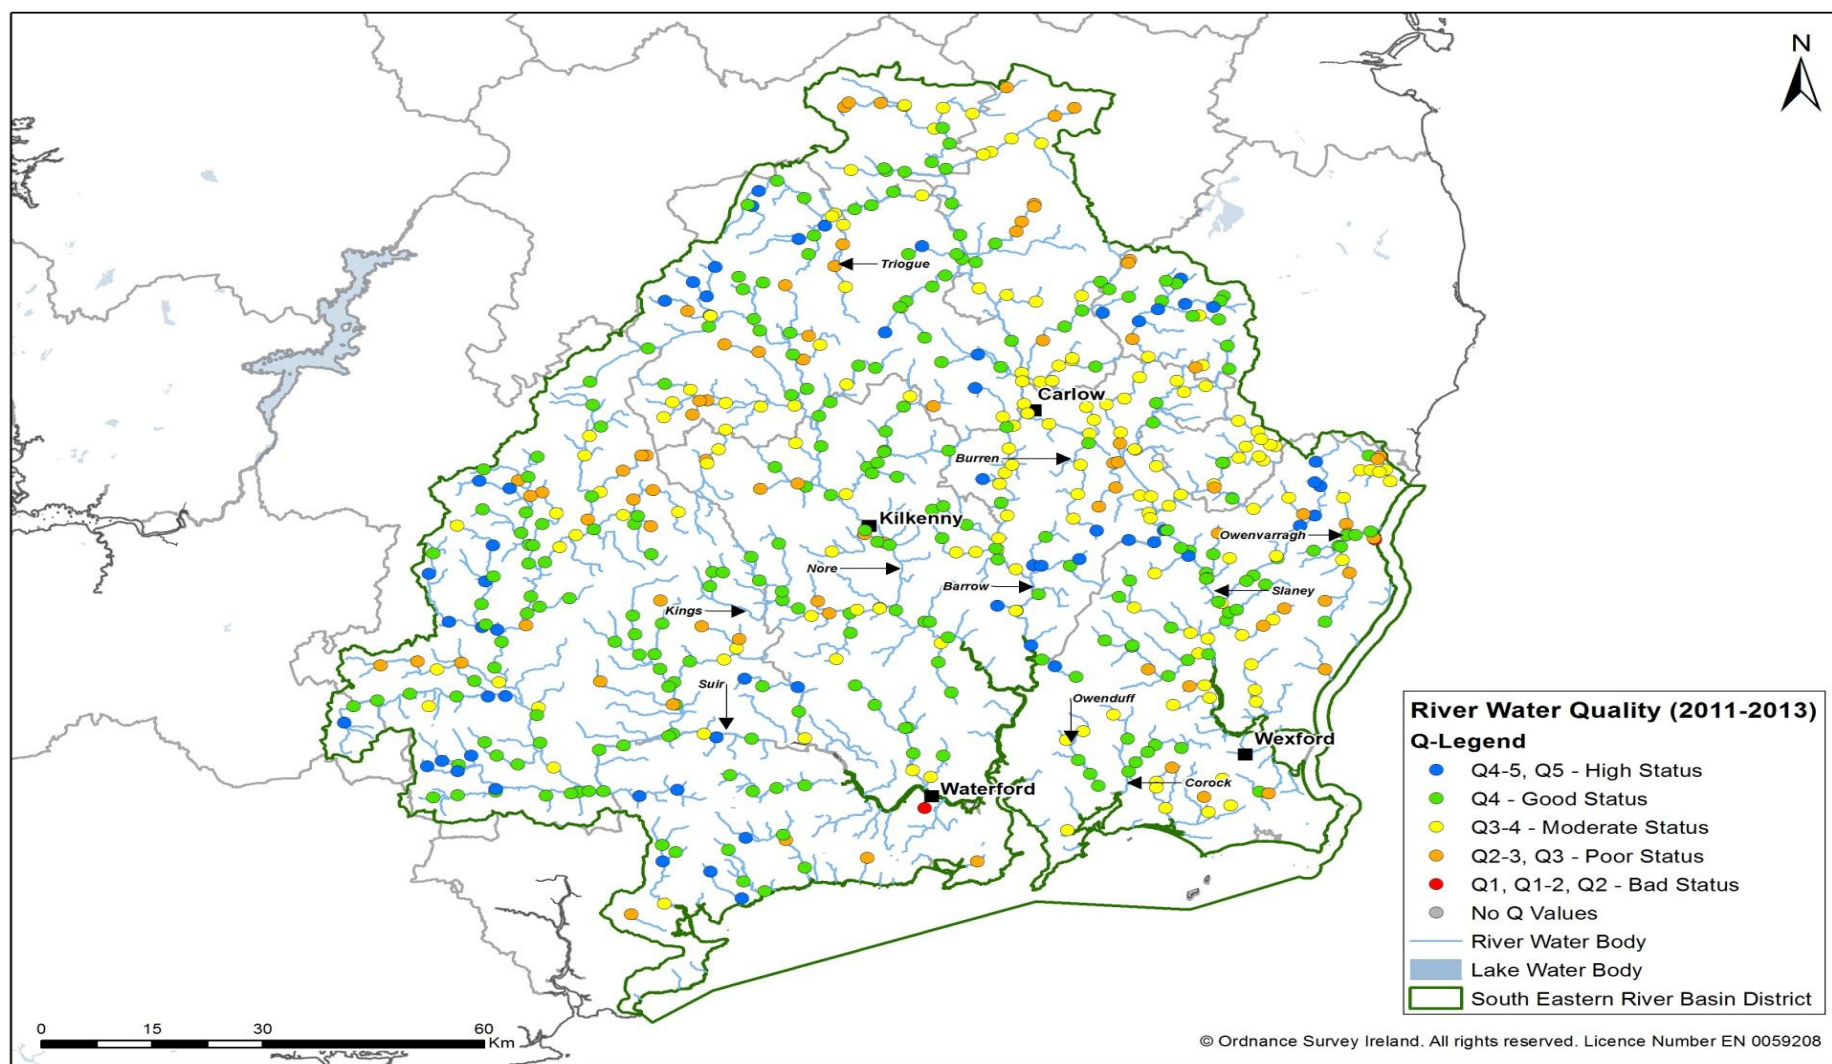 N
Triogue
Carlow
Burren
Kilkenny
Owenvarragh
Nore
Barrow
Slaney
Kings
Suir
Owenduff
Wexford
Corock
Waterford
River Water Quality (2011-2013)
Q-Legend
Q4-5, Q5 - High Status
Q4 - Good Status
Q3-4 - Moderate Status
Q2-3, Q3 - Poor Status
Q1, Q1-2, Q2 - Bad Status
No Q Values
River Water Body
Lake Water Body
South Eastern River Basin District
0 15 30 60
Km
© Ordnance Survey Ireland. All rights reserved. Licence Number EN 0059208